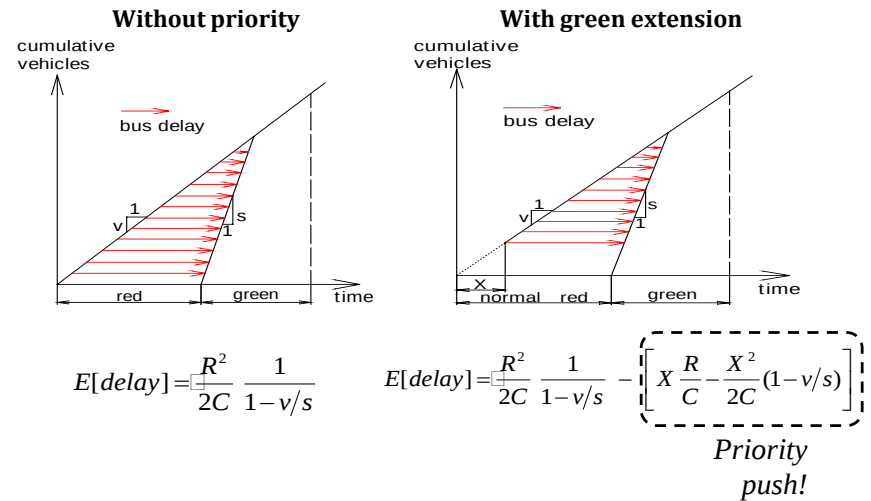 Without priority
cumulative
vehicles
bus delay
1
v
s
1
red
green
time
E[delay] = R²/2C 1/(1−v/s)
With green extension
cumulative
vehicles
bus delay
1
v
s
1
X
normal red
green
time
E[delay] = R²/2C 1/(1−v/s) − [X R/C − X²/2C (1−v/s)]
Priority
push!